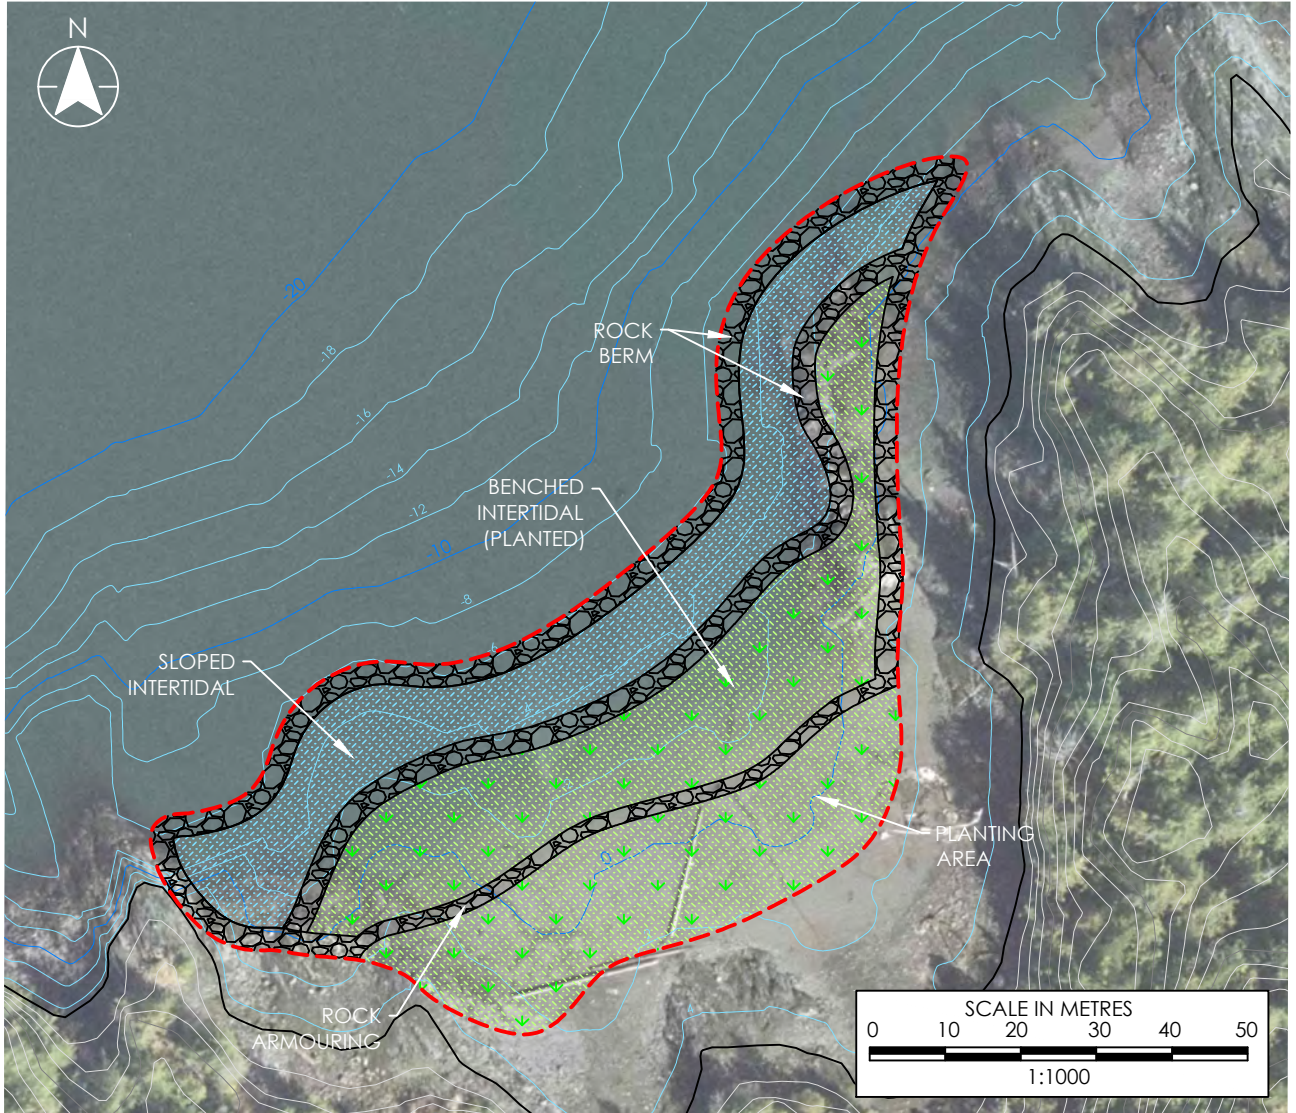 N
-20
-18
-16
-14
-12
-10
-8
ROCK
BERM
BENCHED
INTERTIDAL
(PLANTED)
SLOPED
INTERTIDAL
PLANTING
AREA
0
ROCK
ARMOURING
SCALE IN METRES
0 10 20 30 40 50
1:1000